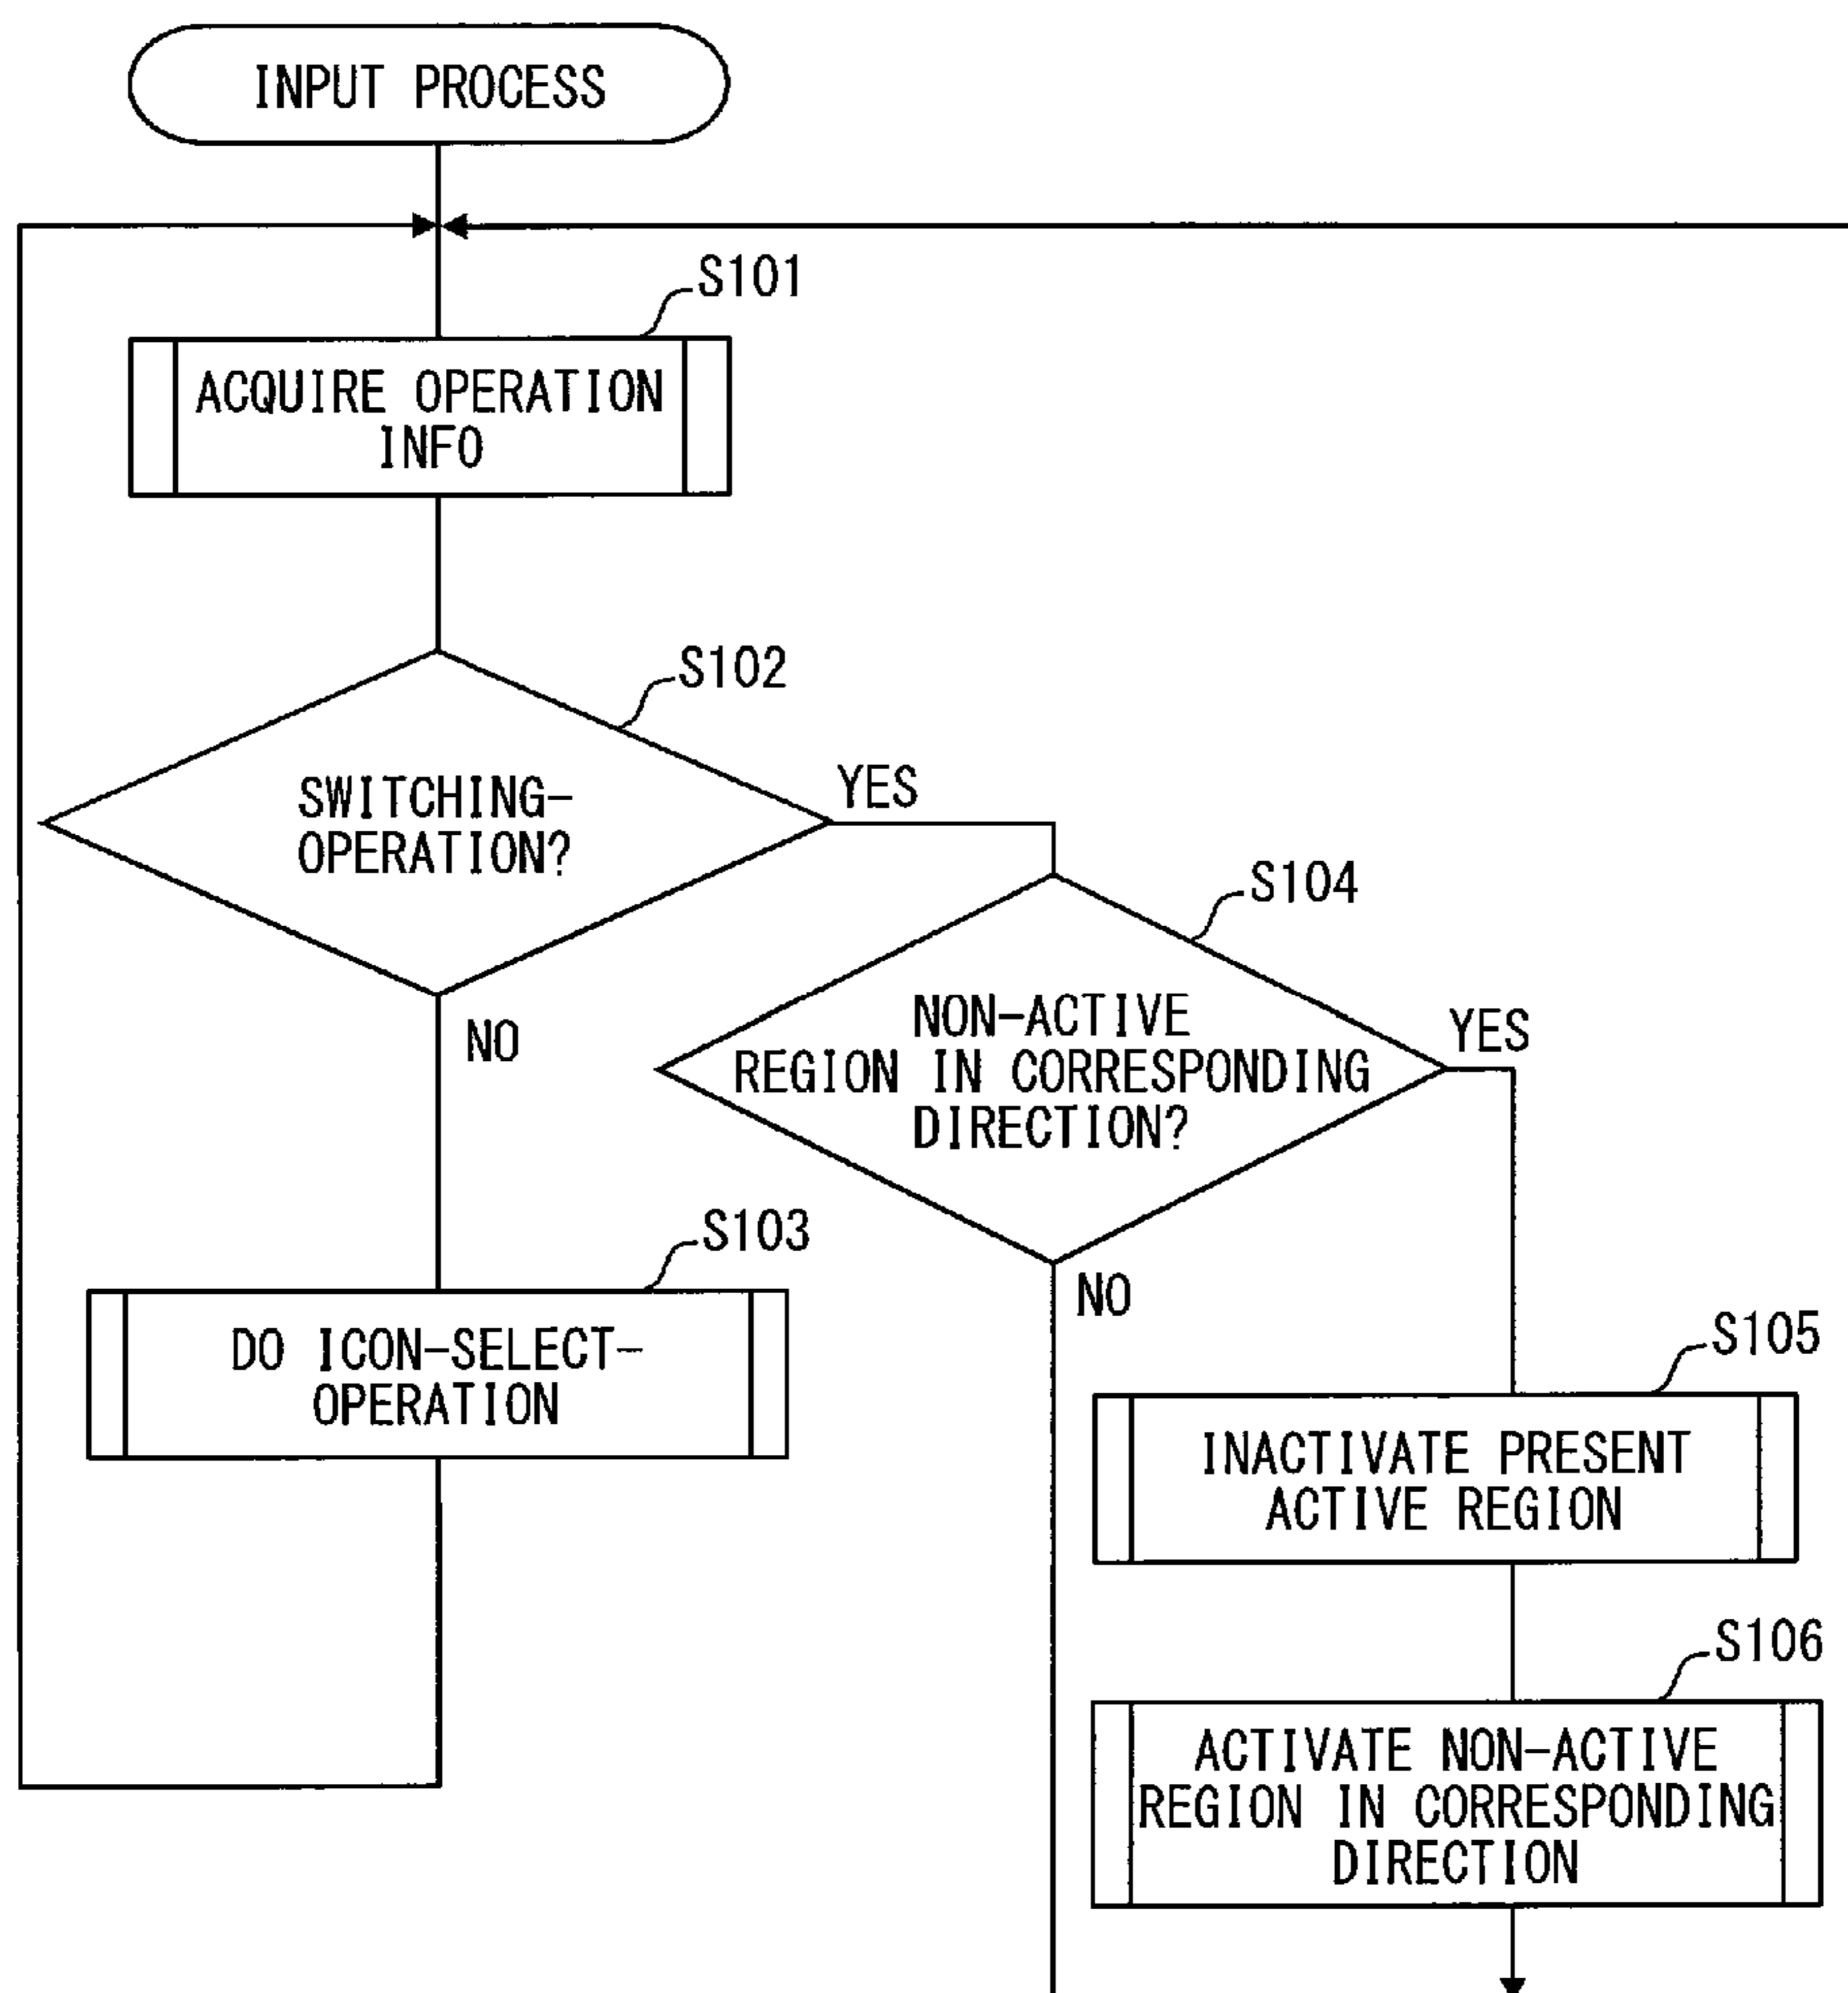 INPUT PROCESS
S101
ACQUIRE OPERATION
INFO
S102
SWITCHING-
OPERATION?
YES
NO
S104
NON-ACTIVE
REGION IN CORRESPONDING
DIRECTION?
YES
NO
S103
DO ICON-SELECT-
OPERATION
S105
INACTIVATE PRESENT
ACTIVE REGION
S106
ACTIVATE NON-ACTIVE
REGION IN CORRESPONDING
DIRECTION